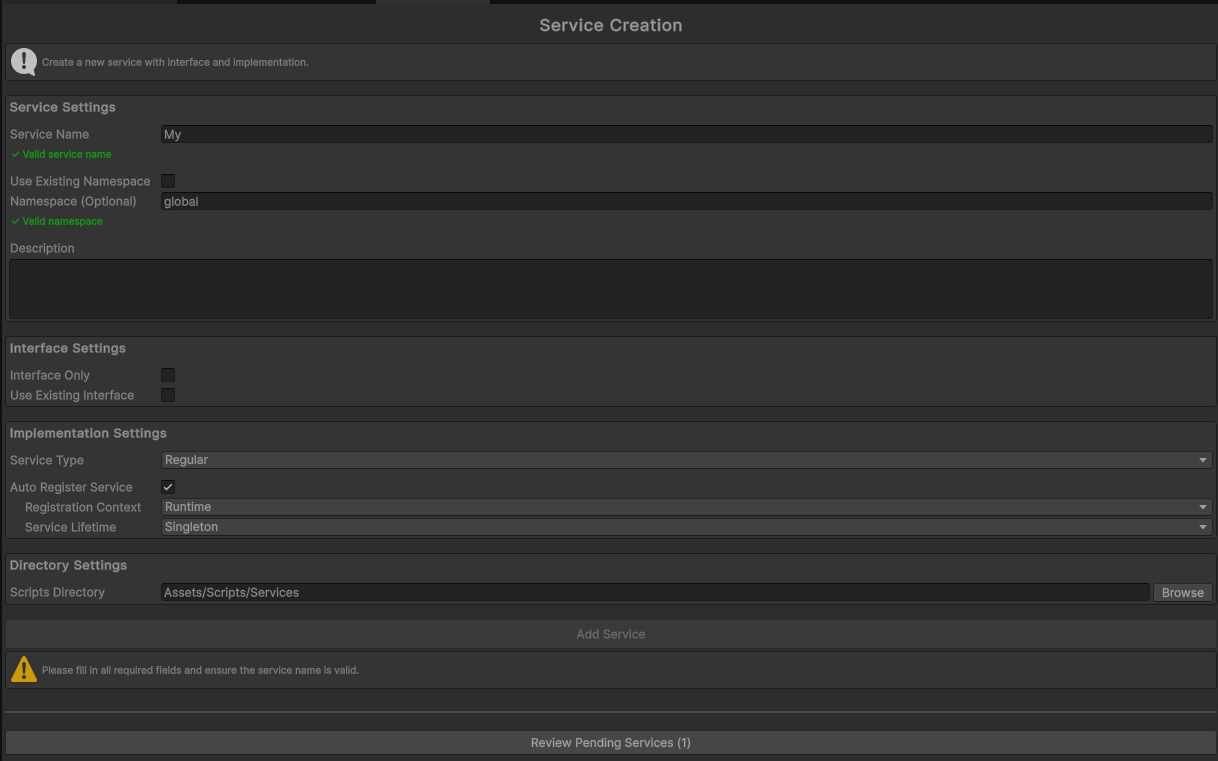 Service Creation
Create a new service with interface and implementation.
Service Settings
Service Name My
✓ Valid service name
Use Existing Namespace
Namespace (Optional) global
✓ Valid namespace
Description
Interface Settings
Interface Only
Use Existing Interface
Implementation Settings
Service Type Regular
Auto Register Service
Registration Context Runtime
Service Lifetime Singleton
Directory Settings
Scripts Directory Assets/Scripts/Services Browse
Add Service
Please fill in all required fields and ensure the service name is valid.
Review Pending Services (1)